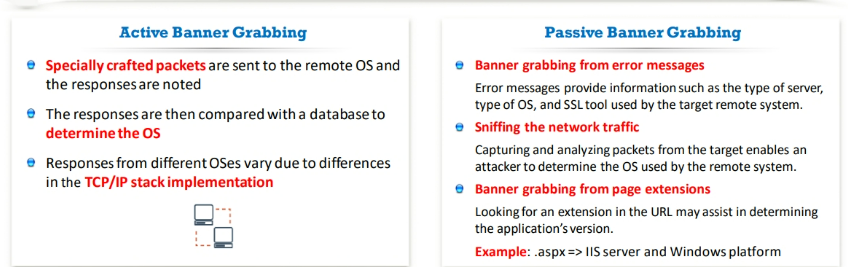 Active Banner Grabbing
Specially crafted packets are sent to the remote OS and
the responses are noted
The responses are then compared with a database to
determine the OS
Responses from different OSes vary due to differences
in the TCP/IP stack implementation
Passive Banner Grabbing
Banner grabbing from error messages
Error messages provide information such as the type of server,
type of OS, and SSL tool used by the target remote system.
Sniffing the network traffic
Capturing and analyzing packets from the target enables an
attacker to determine the OS used by the remote system.
Banner grabbing from page extensions
Looking for an extension in the URL may assist in determining
the application's version.
Example: .aspx => IIS server and Windows platform